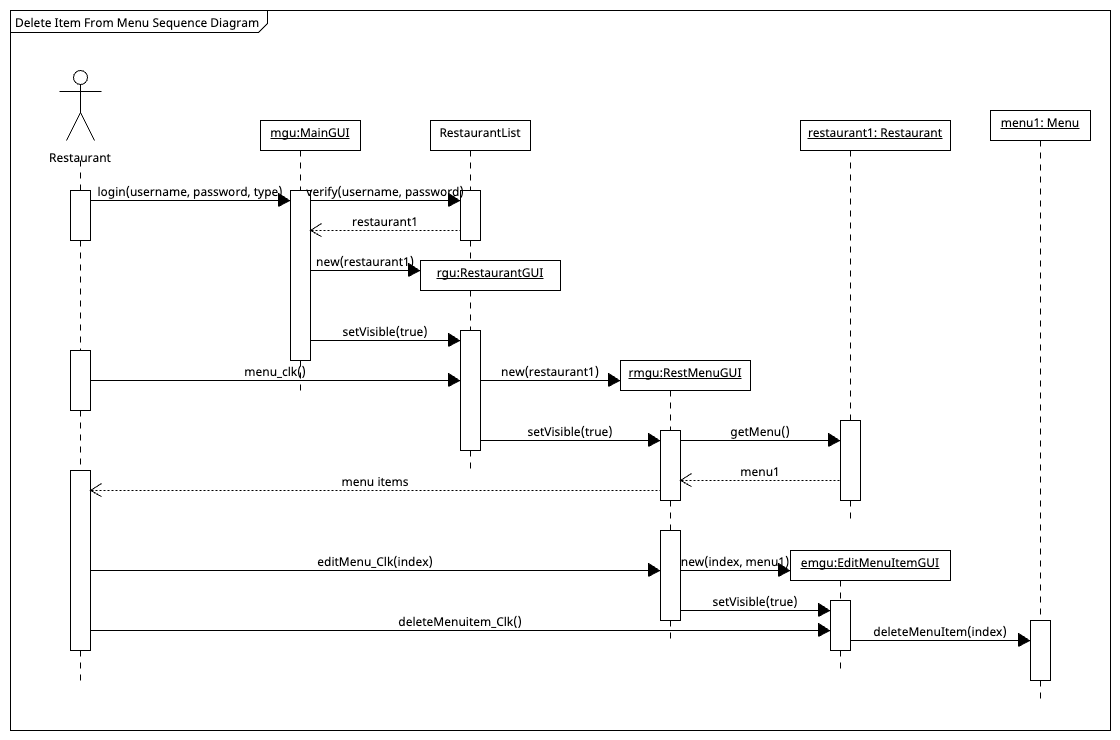 Delete Item From Menu Sequence Diagram
menu1: Menu
mgu:MainGUI
RestaurantList
restaurant1: Restaurant
Restaurant
login(username, password, type)
verify(username, password)
restaurant1
new(restaurant1)
rgu:RestaurantGUI
setVisible(true)
menu_clk()
new(restaurant1)
rmgu:RestMenuGUI
setVisible(true)
getMenu()
menu1
menu items
editMenu_Clk(index)
new(index, menu1)
emgu:EditMenuItemGUI
setVisible(true)
deleteMenuitem_Clk()
deleteMenuItem(index)